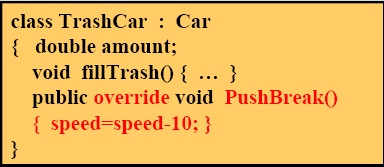 class TrashCar : Car
{ double amount;
void fillTrash() { … }
public override void PushBreak()
{ speed=speed-10; }
}